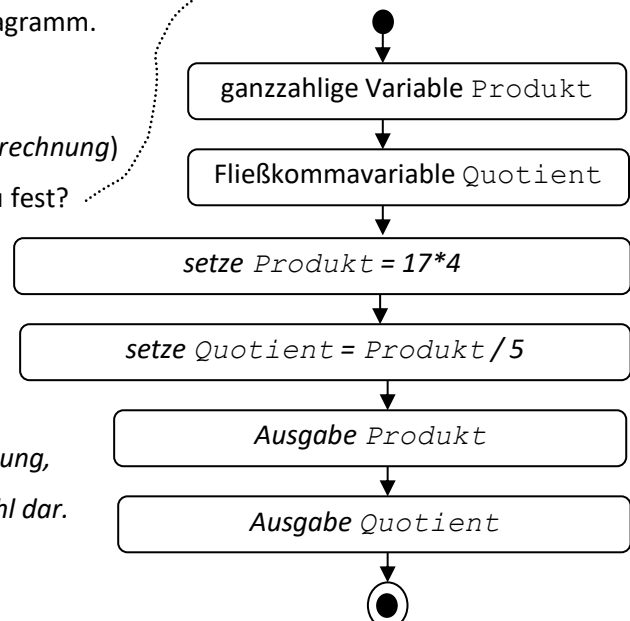 agramm.
ganzzahlige Variable Produkt
rechnung)
Fließkommavariable Quotient
fest?
setze Produkt = 17*4
setze Quotient = Produkt / 5
Ausgabe Produkt
ung,
hl dar.
Ausgabe Quotient